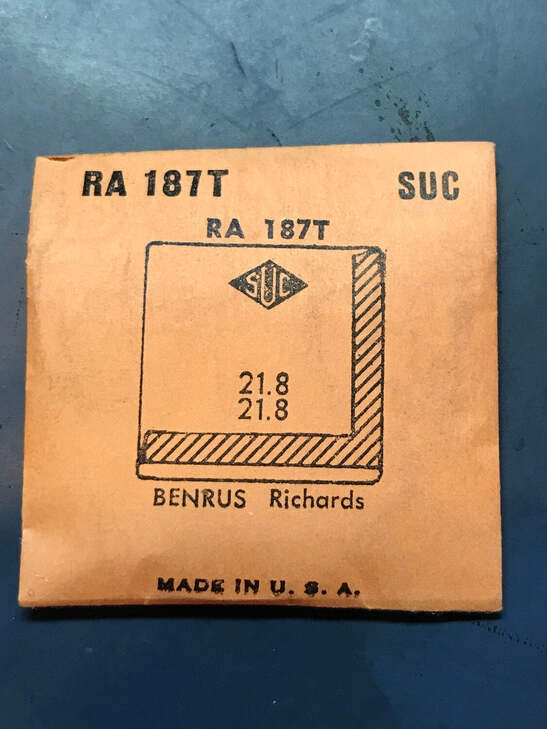 RA 187T SUC
RA 187T
SUC
21.8
21.8
BENRUS Richards
MADE IN U. S. A.